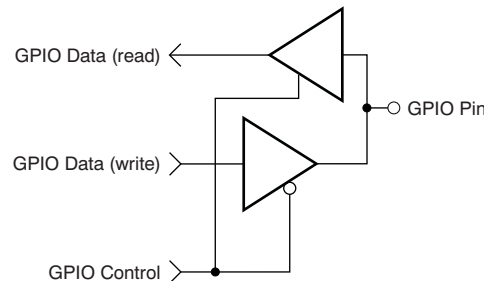 GPIO Data (read)
GPIO Pin
GPIO Data (write)
GPIO Control